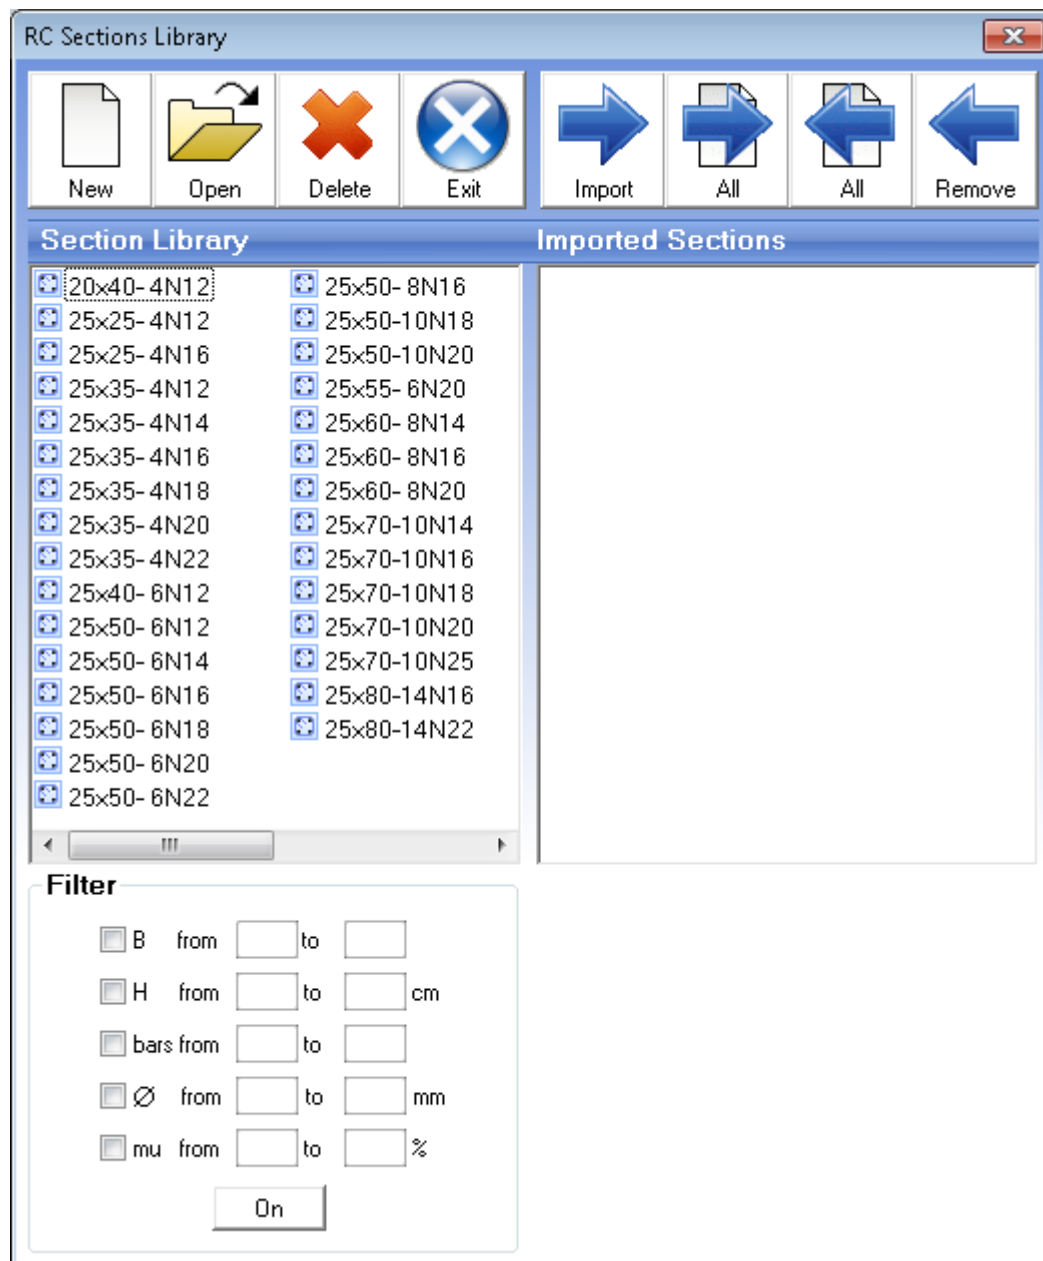 RC Sections Library
New Open Delete Exit Import All All Remove
Section Library Imported Sections
20x40- 4N12
25x25- 4N12
25x25- 4N16
25x35- 4N12
25x35- 4N14
25x35- 4N16
25x35- 4N18
25x35- 4N20
25x35- 4N22
25x40- 6N12
25x50- 6N12
25x50- 6N14
25x50- 6N16
25x50- 6N18
25x50- 6N20
25x50- 6N22
25x50- 8N16
25x50-10N18
25x50-10N20
25x55- 6N20
25x60- 8N14
25x60- 8N16
25x60- 8N20
25x70-10N14
25x70-10N16
25x70-10N18
25x70-10N20
25x70-10N25
25x80-14N16
25x80-14N22
Filter
B from to
H from to cm
bars from to
Ø from to mm
mu from to %
On